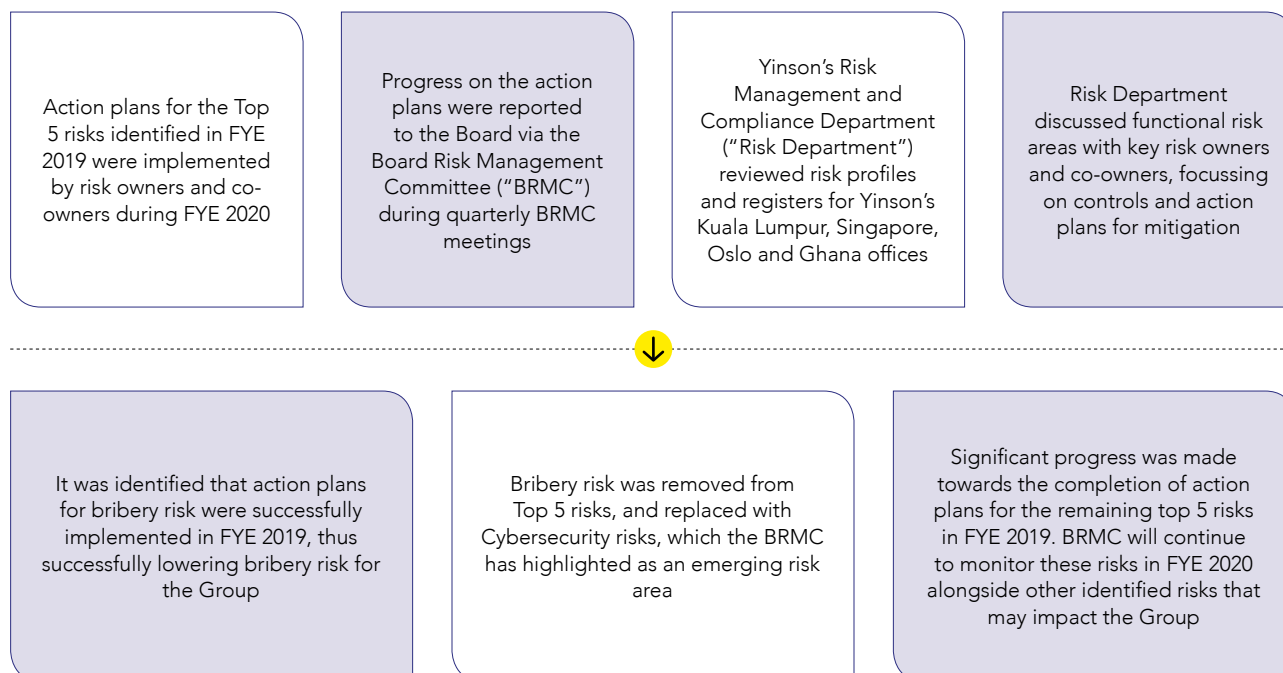 Action plans for the Top
5 risks identified in FYE
2019 were implemented
by risk owners and co-
owners during FYE 2020
Progress on the action
plans were reported
to the Board via the
Board Risk Management
Committee (“BRMC”)
during quarterly BRMC
meetings
Yinson’s Risk
Management and
Compliance Department
(“Risk Department”)
reviewed risk profiles
and registers for Yinson’s
Kuala Lumpur, Singapore,
Oslo and Ghana offices
Risk Department
discussed functional risk
areas with key risk owners
and co-owners, focussing
on controls and action
plans for mitigation
It was identified that action plans
for bribery risk were successfully
implemented in FYE 2019, thus
successfully lowering bribery risk for
the Group
Bribery risk was removed from
Top 5 risks, and replaced with
Cybersecurity risks, which the BRMC
has highlighted as an emerging risk
area
Significant progress was made
towards the completion of action
plans for the remaining top 5 risks
in FYE 2019. BRMC will continue
to monitor these risks in FYE 2020
alongside other identified risks that
may impact the Group